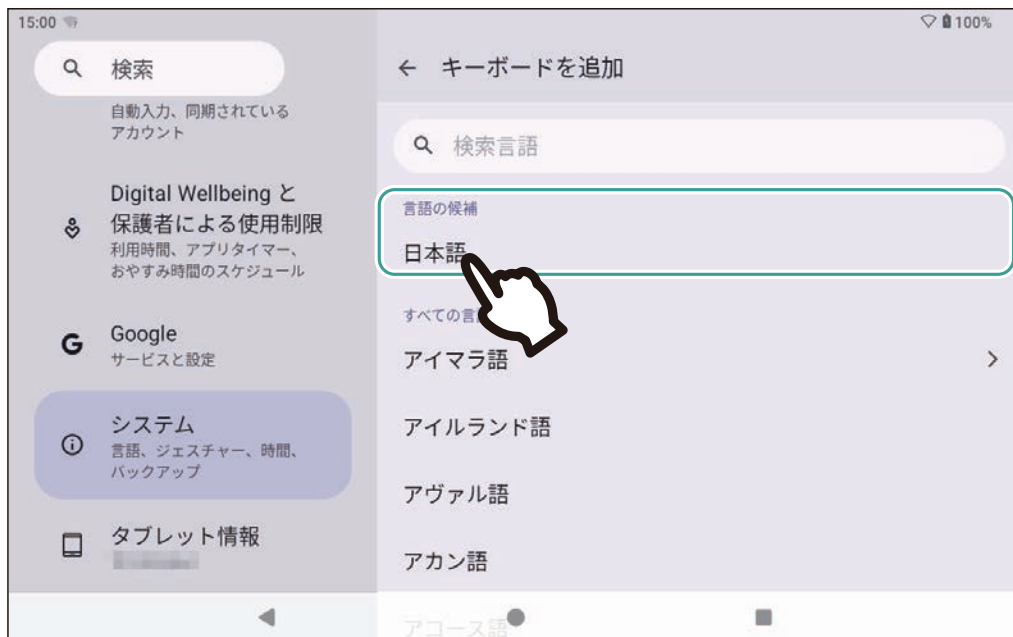 15:00
100%
検索
自動入力、同期されている
アカウント
Digital Wellbeing と
保護者による使用制限
利用時間、アプリタイマー、
おやすみ時間のスケジュール
Google
サービスと設定
システム
言語、ジェスチャー、時間、
バックアップ
タブレット情報
キーボードを追加
検索言語
言語の候補
日本語
すべての言
アイマラ語
アイルランド語
アヴァル語
アカン語
アコース語